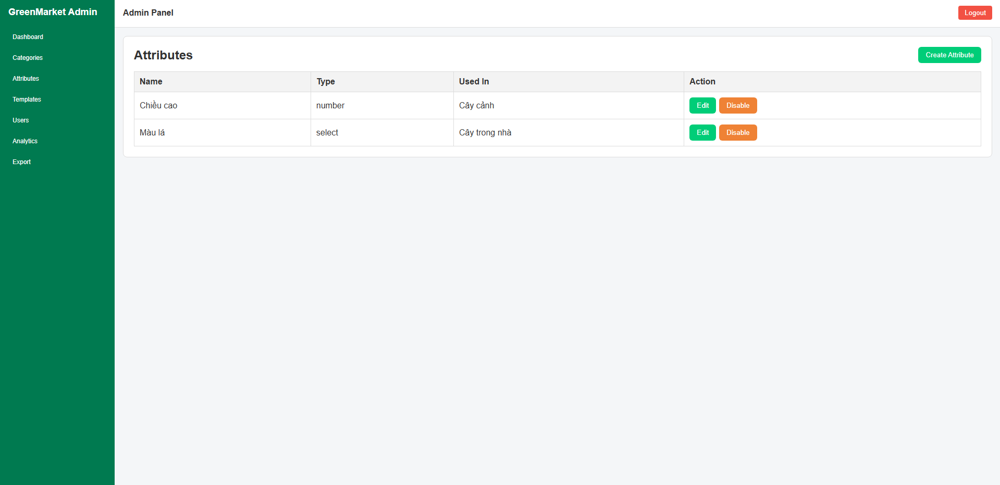 GreenMarket Admin
Dashboard
Categories
Attributes
Templates
Users
Analytics
Export
Admin Panel
Logout
Attributes
Create Attribute
Name Type Used In Action
Chiều cao number Cây cảnh Edit Disable
Màu lá select Cây trong nhà Edit Disable